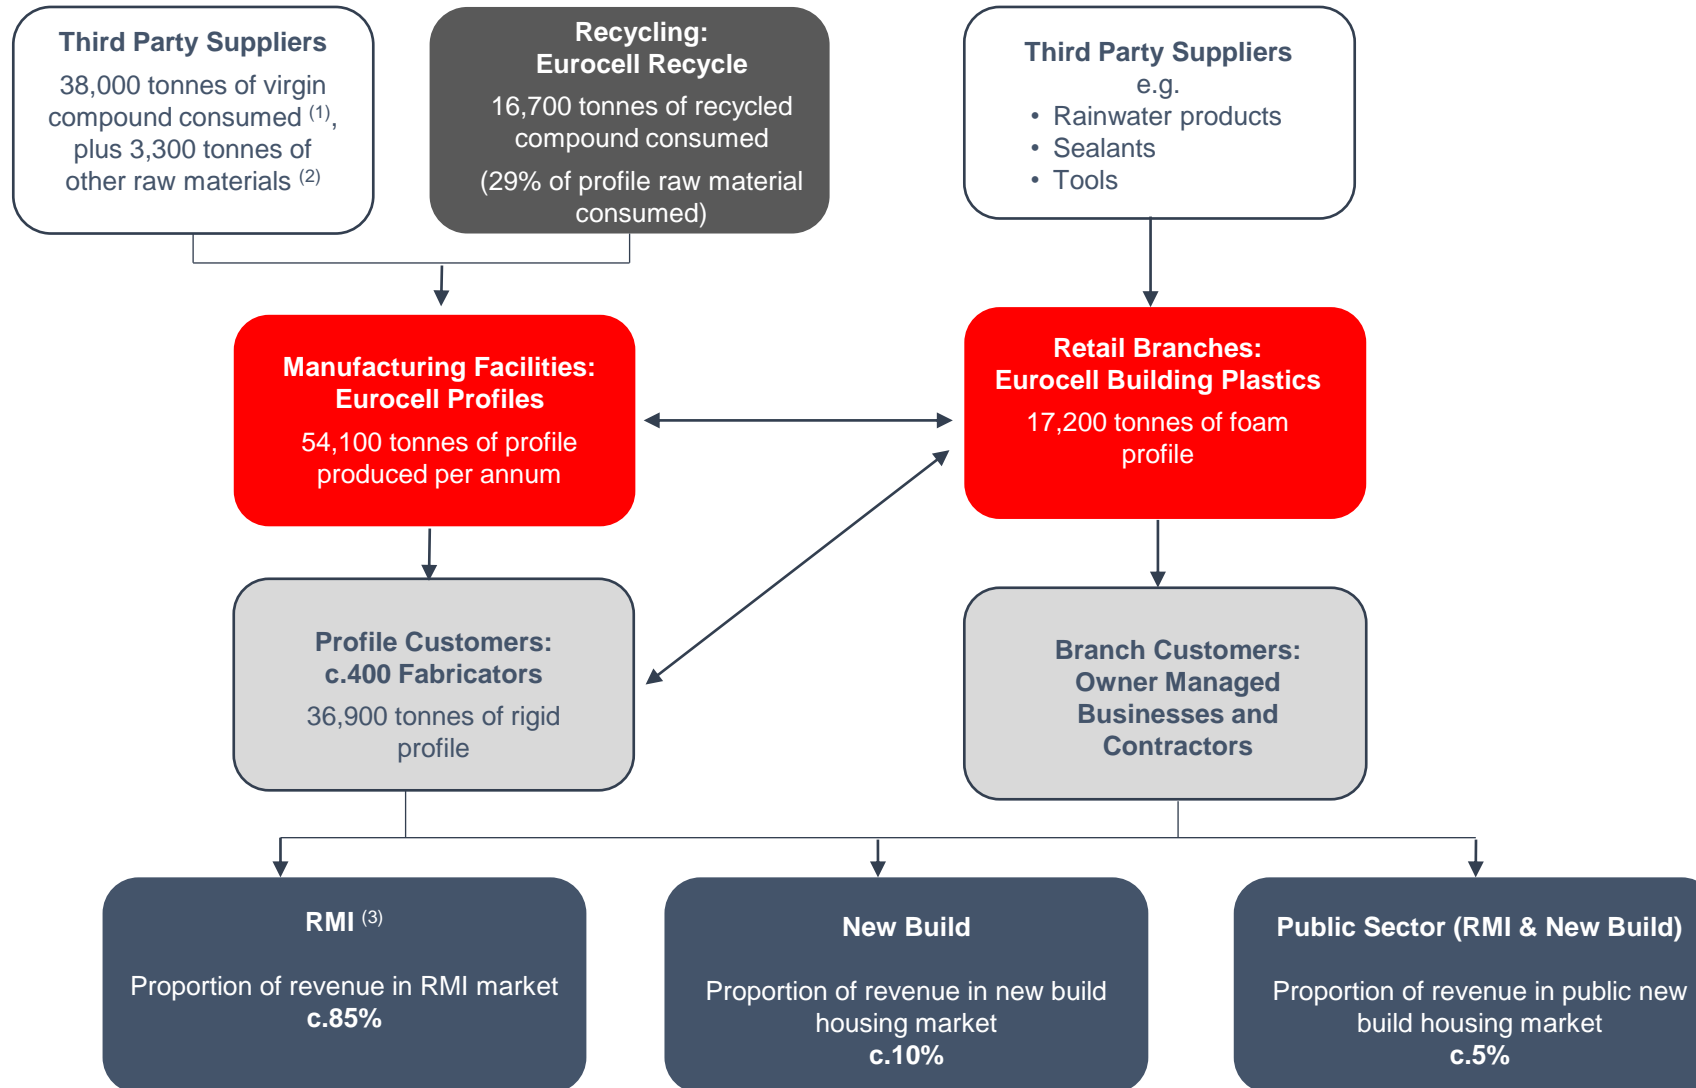 Third Party Suppliers
38,000 tonnes of virgin
compound consumed (1),
plus 3,300 tonnes of
other raw materials (2)
Recycling:
Eurocell Recycle
16,700 tonnes of recycled
compound consumed
(29% of profile raw material
consumed)
Third Party Suppliers
e.g.
• Rainwater products
• Sealants
• Tools
Manufacturing Facilities:
Eurocell Profiles
54,100 tonnes of profile
produced per annum
Retail Branches:
Eurocell Building Plastics
17,200 tonnes of foam
profile
Profile Customers:
c.400 Fabricators
36,900 tonnes of rigid
profile
Branch Customers:
Owner Managed
Businesses and
Contractors
RMI (3)
Proportion of revenue in RMI market
c.85%
New Build
Proportion of revenue in new build
housing market
c.10%
Public Sector (RMI & New Build)
Proportion of revenue in public new
build housing market
c.5%